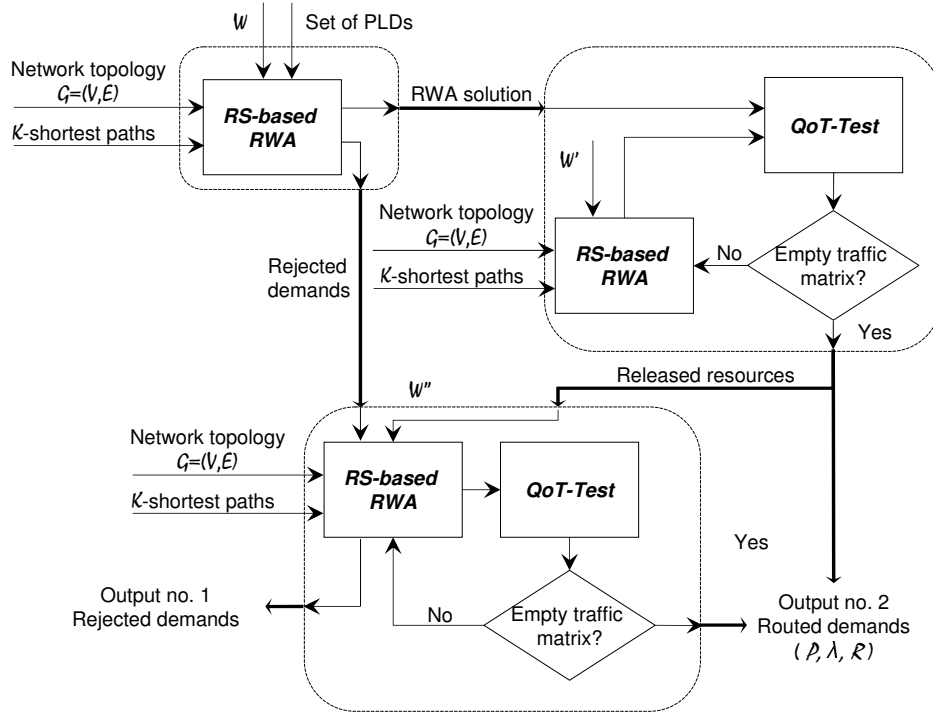 W
Set of PLDs
Network topology
G=(V,E)
K-shortest paths
RS-based
RWA
RWA solution
QoT-Test
W'
Network topology
G=(V,E)
K-shortest paths
RS-based
RWA
No
Empty traffic
matrix?
Yes
Rejected
demands
Released resources
W"
Network topology
G=(V,E)
K-shortest paths
RS-based
RWA
QoT-Test
Yes
No
Empty traffic
matrix?
Output no. 1
Rejected demands
Output no. 2
Routed demands
(P, λ, R)